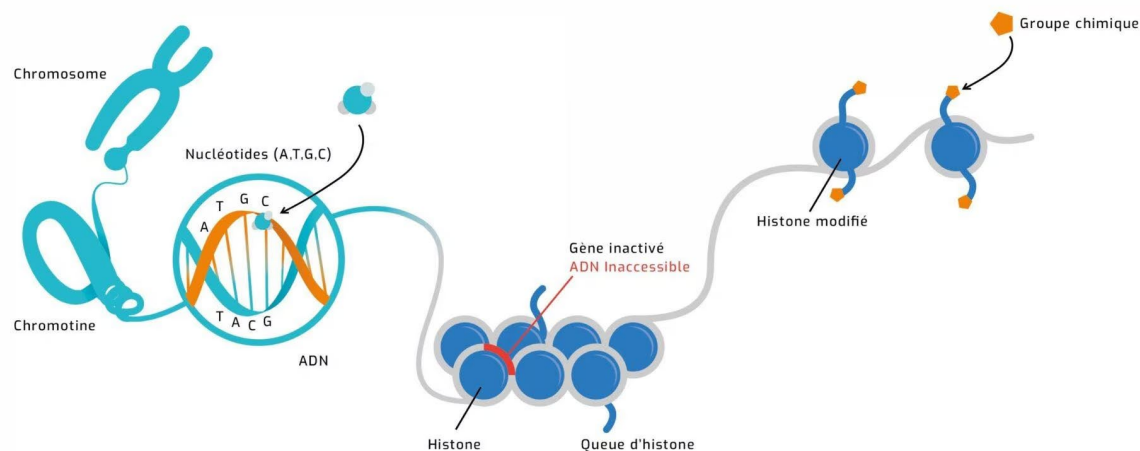 Groupe chimique
Chromosome
Nucléotides (A,T,G,C)
A T G C
Histone modifié
Gène inactivé
ADN Inaccessible
Chromotine
T A C G
ADN
Histone
Queue d'histone